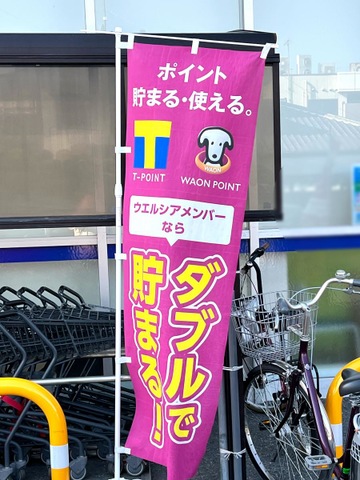 ポイント
貯まる・使える。
T
T-POINT
WAON
WAON POINT
ウエルシアメンバー
なら
ダブルで
貯まる!